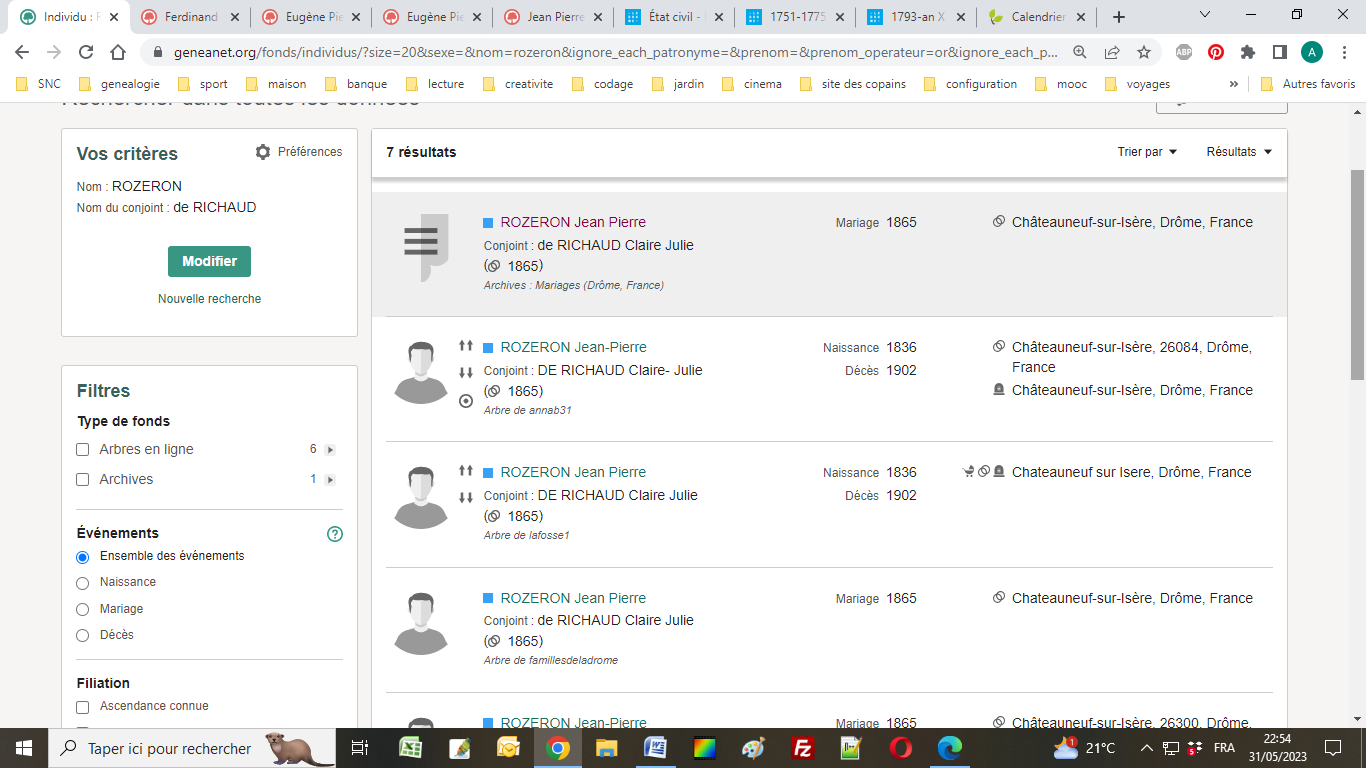 Individu : R
Ferdinand
Eugène Pie
Eugène Pie
Jean Pierre
État civil -
1751-1775
1793-an X
Calendrier
geneanet.org/fonds/individus/?size=20&sexe=&nom=rozeron&ignore_each_patronyme=&prenom=&prenom_operateur=or&ignore_each_p...
ABP
A
SNC
genealogie
sport
maison
banque
lecture
creativite
codage
jardin
cinema
site des copains
configuration
mooc
voyages
»
Autres favoris
Rechercher dans toutes les données
Vos critères
Préférences
Nom : ROZERON
Nom du conjoint : de RICHAUD
Modifier
Nouvelle recherche
Filtres
Type de fonds
Arbres en ligne 6
Archives 1
Événements
?
Ensemble des événements
Naissance
Mariage
Décès
Filiation
Ascendance connue
7 résultats
Trier par
Résultats
ROZERON Jean Pierre
Conjoint : de RICHAUD Claire Julie
( 1865)
Archives : Mariages (Drôme, France)
Mariage 1865
Châteauneuf-sur-Isère, Drôme, France
ROZERON Jean-Pierre
Conjoint : DE RICHAUD Claire- Julie
( 1865)
Arbre de annab31
Naissance 1836
Décès 1902
Châteauneuf-sur-Isère, 26084, Drôme,
France
Châteauneuf-sur-Isère, Drôme, France
ROZERON Jean Pierre
Conjoint : DE RICHAUD Claire Julie
( 1865)
Arbre de lafosse1
Naissance 1836
Décès 1902
Chateauneuf sur Isere, Drôme, France
ROZERON Jean Pierre
Conjoint : de RICHAUD Claire Julie
( 1865)
Arbre de famillesdeladrome
Mariage 1865
Chateauneuf-sur-Isère, Drôme, France
ROZERON Jean-Pierre
Mariage 1865
Châteauneuf-sur-Isère, 26300, Drôme,
Taper ici pour rechercher
1
21°C
FRA
22:54
31/05/2023